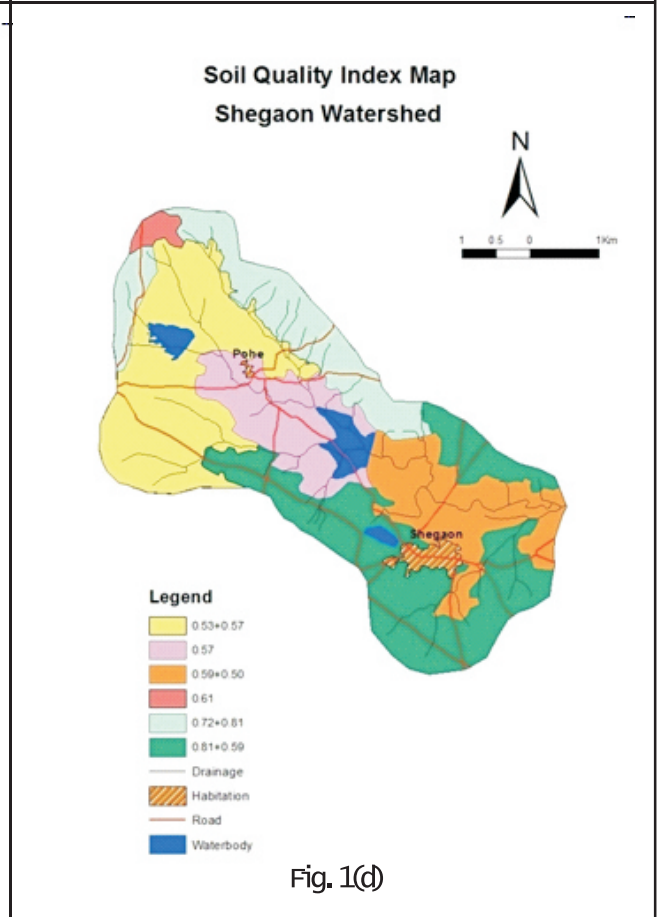 Soil Quality Index Map
Shegaon Watershed
N
1 0.5 0 1Km
Pohe
Shegaon
Legend
0.53+0.57
0.57
0.59+0.50
0.61
0.72+0.81
0.81+0.59
Drainage
Habitation
Road
Waterbody
Fig. 1(d)